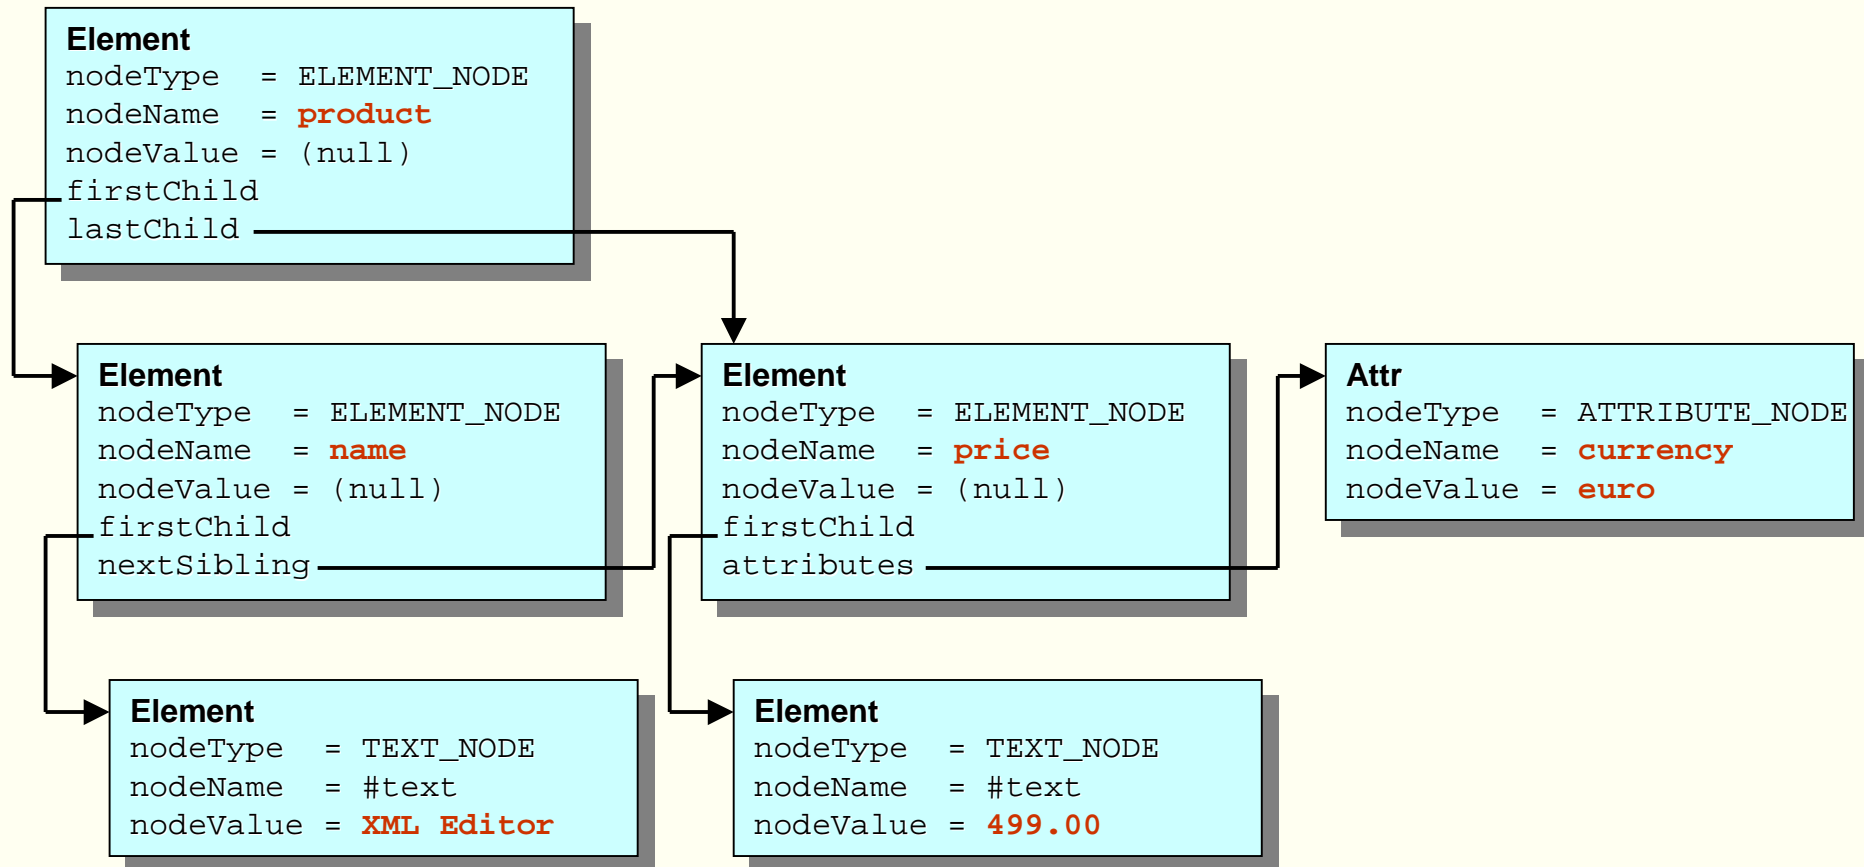 Element
nodeType  = ELEMENT_NODE
nodeName  = product
nodeValue = (null)
firstChild
lastChild
Element
nodeType  = ELEMENT_NODE
nodeName  = name
nodeValue = (null)
firstChild
nextSibling
Element
nodeType  = ELEMENT_NODE
nodeName  = price
nodeValue = (null)
firstChild
attributes
Attr
nodeType  = ATTRIBUTE_NODE
nodeName  = currency
nodeValue = euro
Element
nodeType  = TEXT_NODE
nodeName  = #text
nodeValue = XML Editor
Element
nodeType  = TEXT_NODE
nodeName  = #text
nodeValue = 499.00